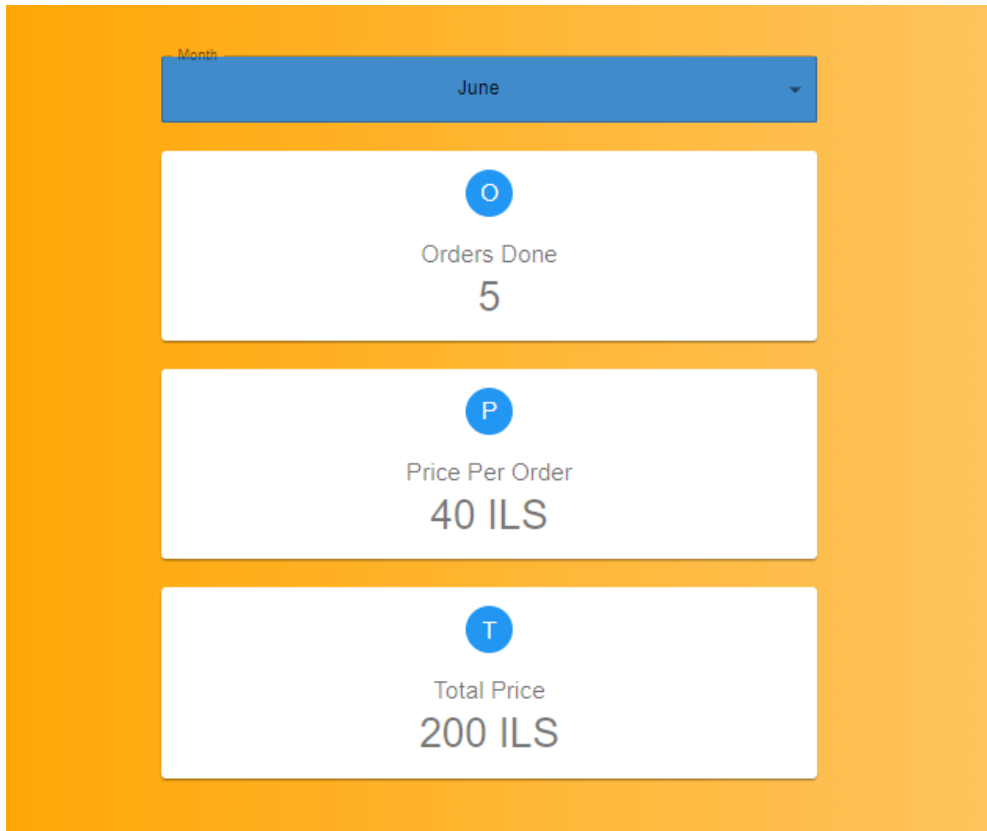 Month
June
O
Orders Done
5
P
Price Per Order
40 ILS
T
Total Price
200 ILS